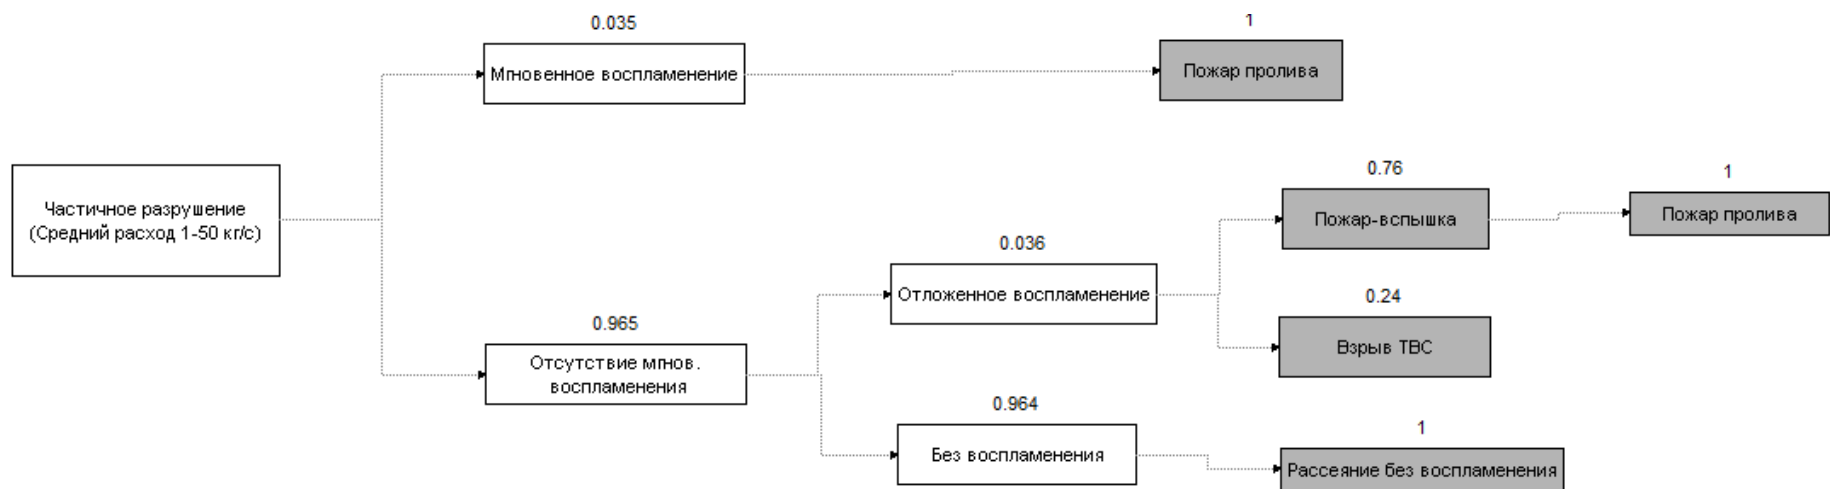 0.035
Мгновенное воспламенение
1
Пожар пролива
Частичное разрушение
(Средний расход 1-50 кг/с)
0.965
Отсутствие мгнов.
воспламенения
0.036
Отложенное воспламенение
0.76
Пожар-вспышка
1
Пожар пролива
0.24
Взрыв ТВС
0.964
Без воспламенения
1
Рассеяние без воспламенения